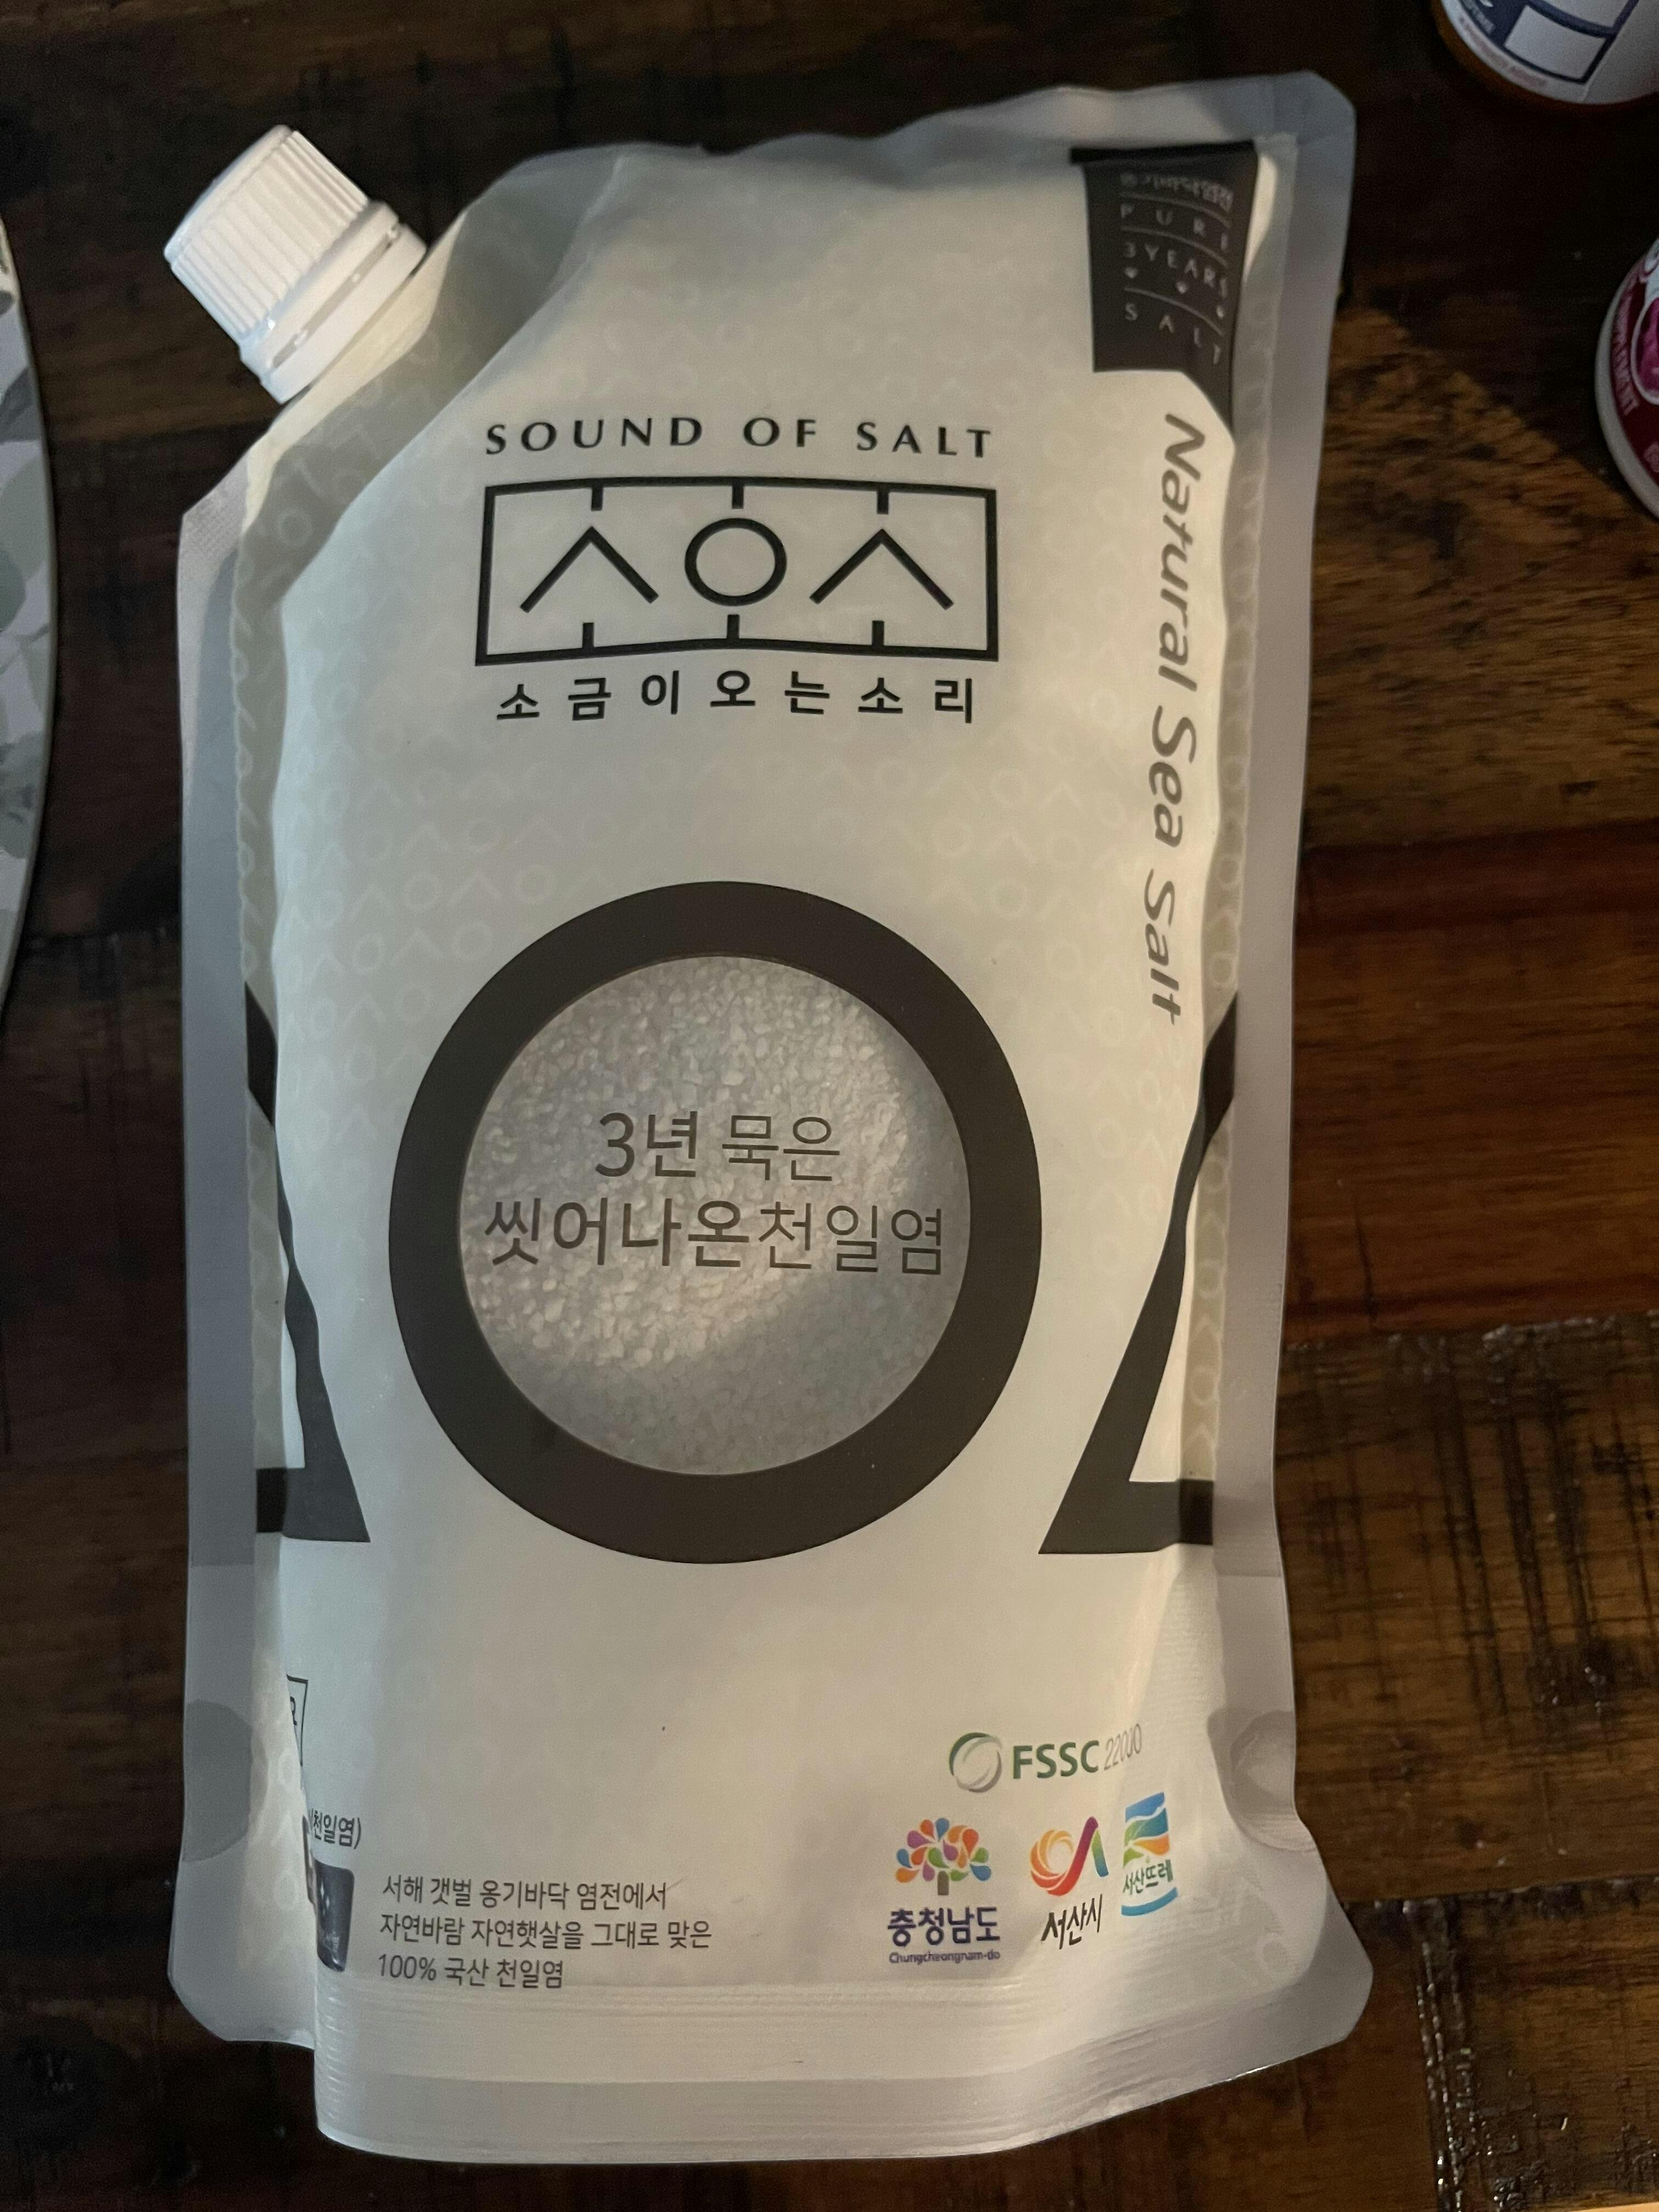 PURE
3 YEARS
SALT
SOUND OF SALT
소금이오는소리
Natural Sea Salt
3년 묵은
씻어나온천일염
FSSC 22000
충청남도
Chungcheongnam-do
서산시
서산뜨레
천일염)
서해 갯벌 옹기바닥 염전에서
자연바람 자연햇살을 그대로 맞은
100% 국산 천일염